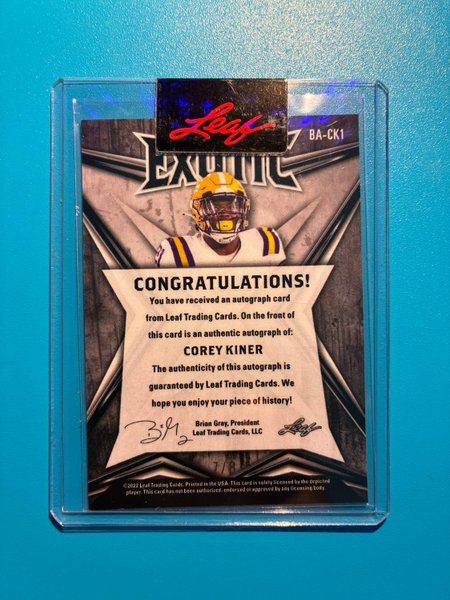 Leaf
BA-CK1
EXOTIC
CONGRATULATIONS!
You have received an autograph card
from Leaf Trading Cards. On the front of
this card is an authentic autograph of:
COREY KINER
The authenticity of this autograph is
guaranteed by Leaf Trading Cards. We
hope you enjoy your piece of history!
Brian Gray, President
Leaf Trading Cards, LLC
Leaf
©2022 Leaf Trading Cards. Printed in the USA. This card is solely licensed by the depicted
player. This card has not been authorized, endorsed or approved by any licensing body.